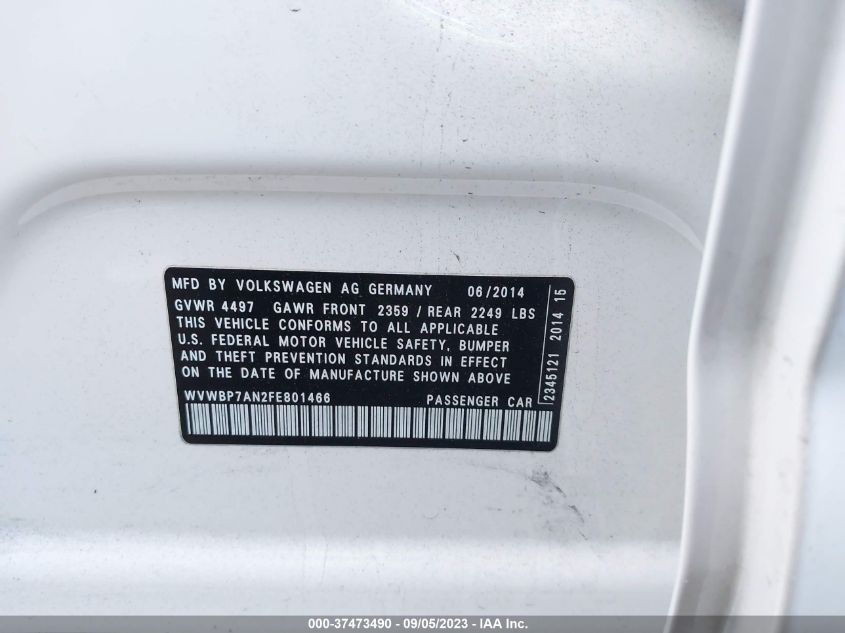 MFD BY VOLKSWAGEN AG GERMANY 06/2014
GVWR 4497 GAWR FRONT 2359 / REAR 2249 LBS
THIS VEHICLE CONFORMS TO ALL APPLICABLE
U.S. FEDERAL MOTOR VEHICLE SAFETY, BUMPER
AND THEFT PREVENTION STANDARDS IN EFFECT
ON THE DATE OF MANUFACTURE SHOWN ABOVE
WVWBP7AN2FE801466 PASSENGER CAR
2345121 2014 15
000-37473490 - 09/05/2023 - IAA Inc.